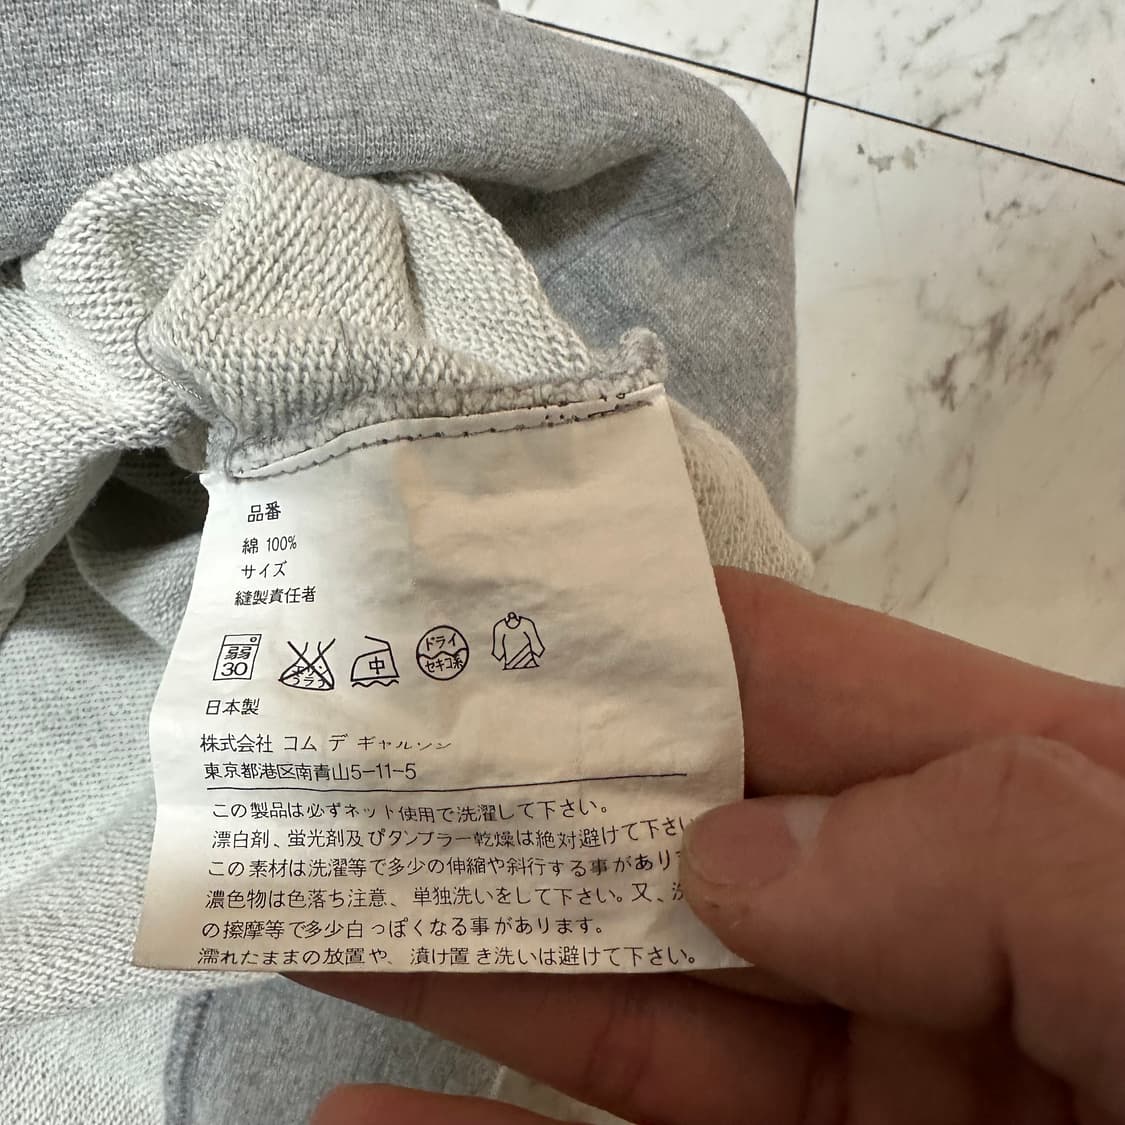 品番
綿 100%
サイズ
縫製責任者
弱
30
エンソ
サラシ
中
ドライ
セキユ系
日本製
株式会社 コム デ ギャルソン
東京都港区南青山5-11-5
この製品は必ずネット使用で洗濯して下さい。
漂白剤、蛍光剤及びタンブラー乾燥は絶対避けて下さい
この素材は洗濯等で多少の伸縮や斜行する事があり
濃色物は色落ち注意、単独洗いをして下さい。又、洗
の擦摩等で多少白っぽくなる事があります。
濡れたままの放置や、漬け置き洗いは避けて下さい。